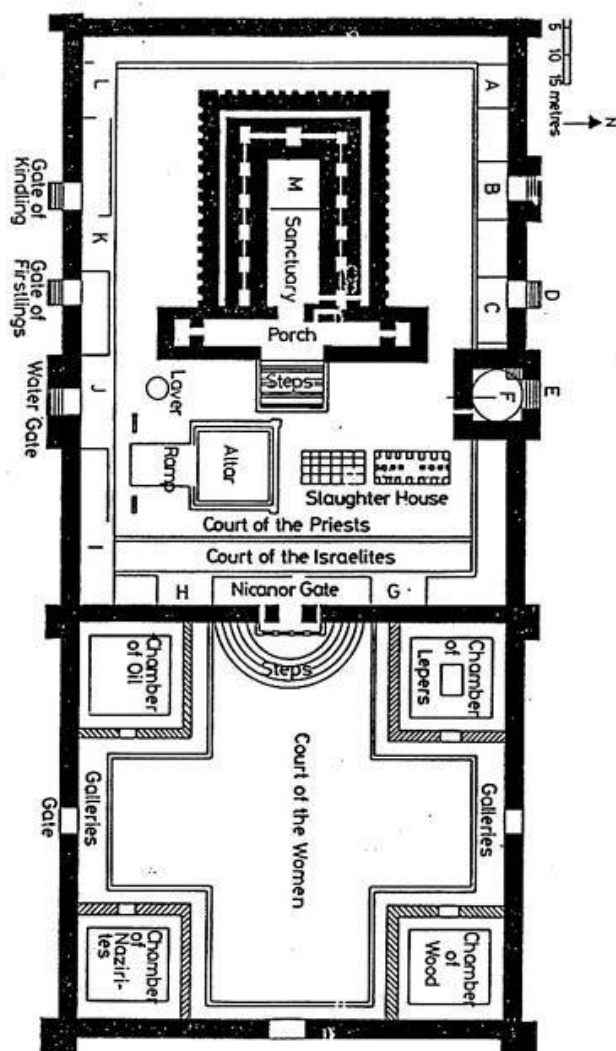 5 10 15 metres
N
A
B
C
D
E
F
L
K
J
I
Gate of
Kindling
Gate of
Firstlings
Water Gate
M
Sanctuary
Porch
Steps
Laver
Ramp
Altar
Slaughter House
Court of the Priests
Court of the Israelites
H
Nicanor Gate
G
Steps
Chamber
of Oil
Chamber
of
Lepers
Court of the Women
Galleries
Galleries
Gate
Chamber
of
Naziri-
tes
Chamber
of
Wood